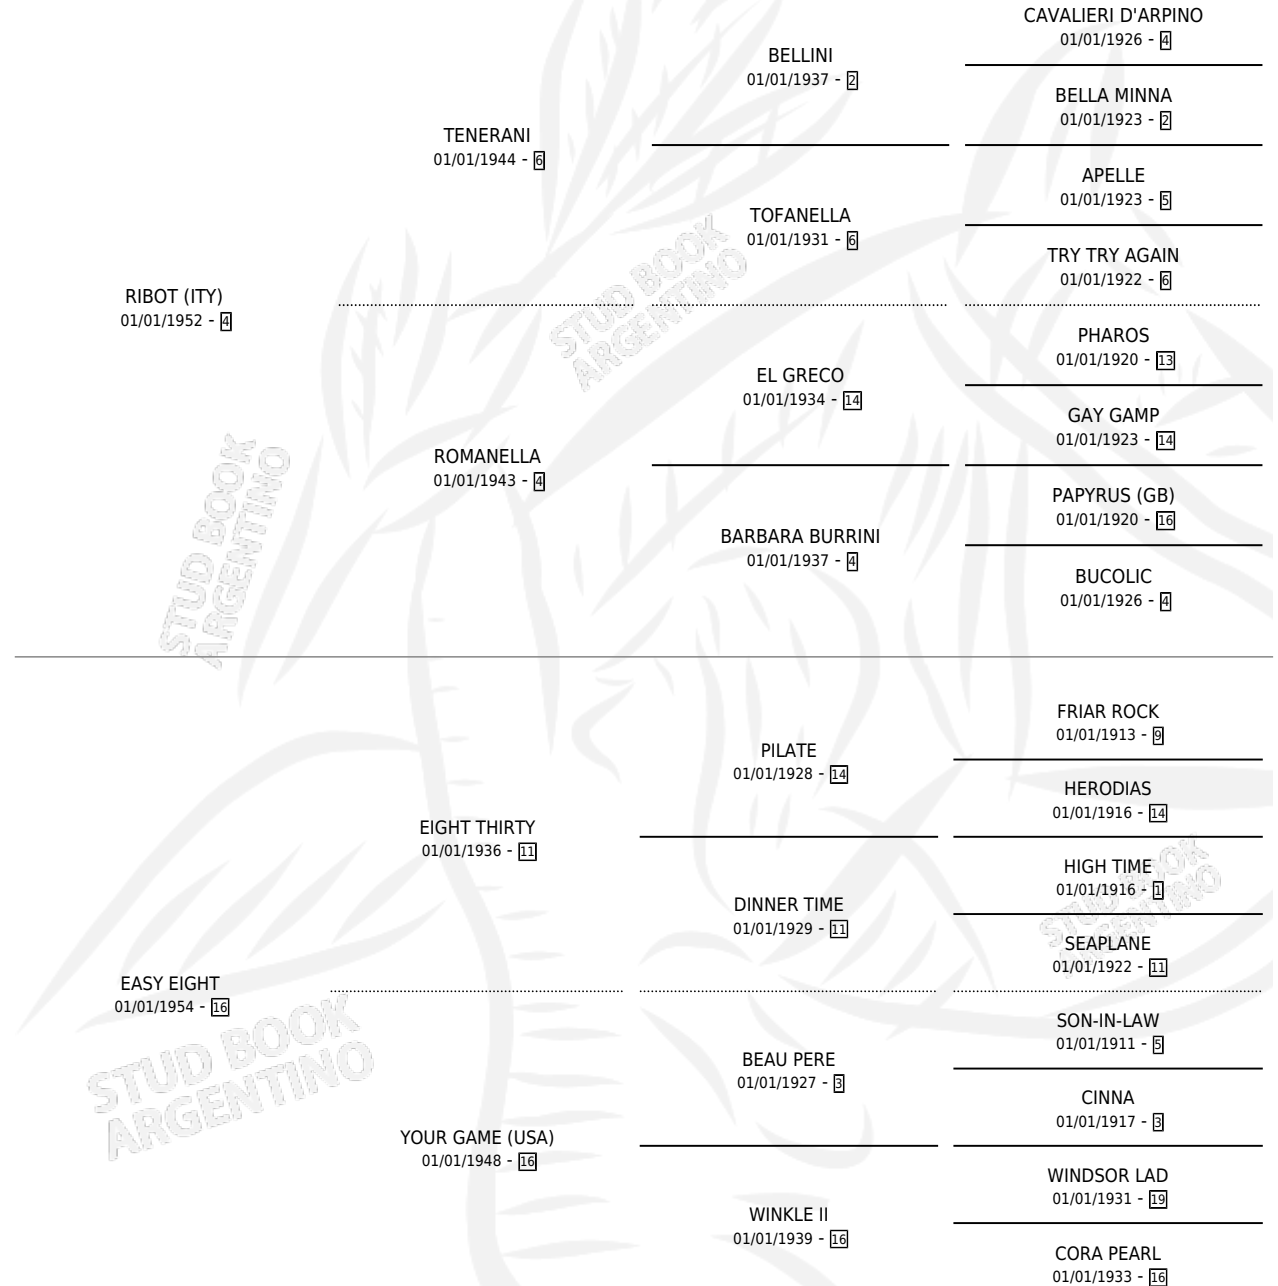 CAVALIERI D'ARPINO
01/01/1926 - 4
BELLINI
01/01/1937 - 2
BELLA MINNA
01/01/1923 - 2
TENERANI
01/01/1944 - 6
APELLE
01/01/1923 - 5
TOFANELLA
01/01/1931 - 6
TRY TRY AGAIN
01/01/1922 - 6
RIBOT (ITY)
01/01/1952 - 4
PHAROS
01/01/1920 - 13
EL GRECO
01/01/1934 - 14
GAY GAMP
01/01/1923 - 14
ROMANELLA
01/01/1943 - 4
PAPYRUS (GB)
01/01/1920 - 16
BARBARA BURRINI
01/01/1937 - 4
BUCOLIC
01/01/1926 - 4
FRIAR ROCK
01/01/1913 - 9
PILATE
01/01/1928 - 14
HERODIAS
01/01/1916 - 14
EIGHT THIRTY
01/01/1936 - 11
HIGH TIME
01/01/1916 - 1
DINNER TIME
01/01/1929 - 11
SEAPLANE
01/01/1922 - 11
EASY EIGHT
01/01/1954 - 16
SON-IN-LAW
01/01/1911 - 5
BEAU PERE
01/01/1927 - 3
CINNA
01/01/1917 - 3
YOUR GAME (USA)
01/01/1948 - 16
WINDSOR LAD
01/01/1931 - 19
WINKLE II
01/01/1939 - 16
CORA PEARL
01/01/1933 - 16
STUD BOOK
ARGENTINO
STUD BOOK
ARGENTINO
STUD BOOK
ARGENTINO
STUD BOOK
ARGENTINO